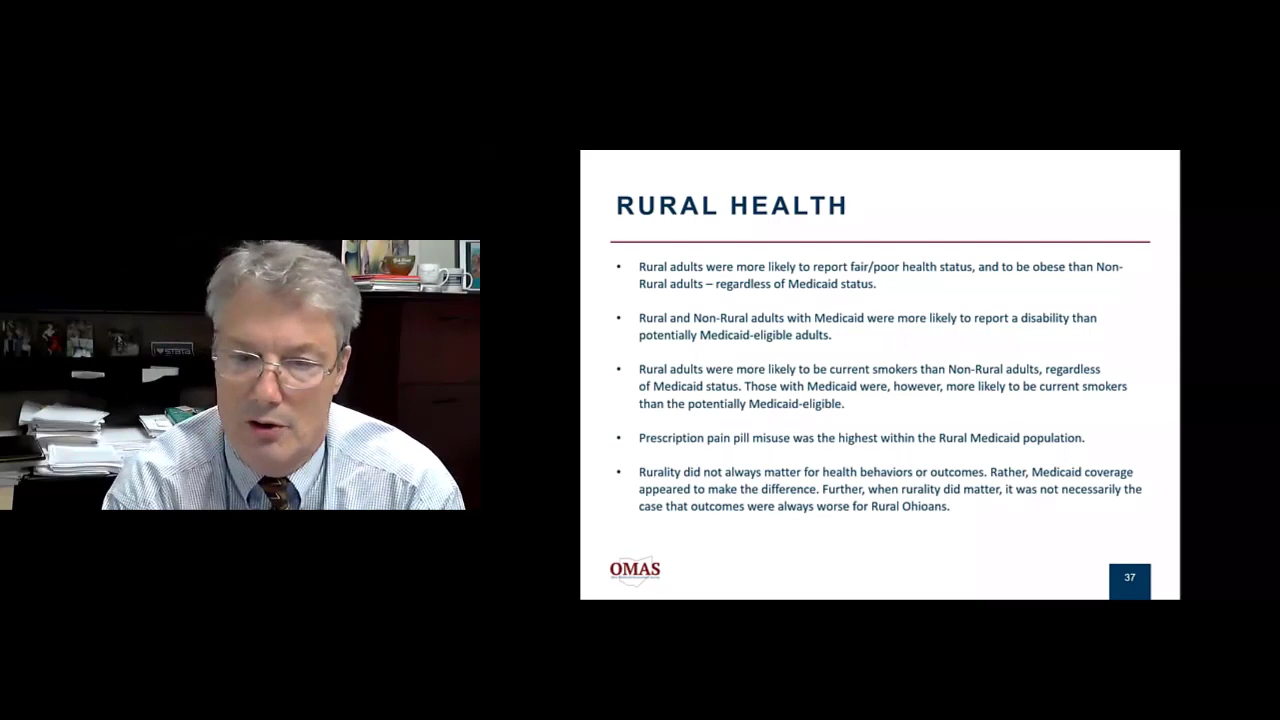 STATA
RURAL HEALTH
• Rural adults were more likely to report fair/poor health status, and to be obese than Non-
Rural adults – regardless of Medicaid status.
• Rural and Non-Rural adults with Medicaid were more likely to report a disability than
potentially Medicaid-eligible adults.
• Rural adults were more likely to be current smokers than Non-Rural adults, regardless
of Medicaid status. Those with Medicaid were, however, more likely to be current smokers
than the potentially Medicaid-eligible.
• Prescription pain pill misuse was the highest within the Rural Medicaid population.
• Rurality did not always matter for health behaviors or outcomes. Rather, Medicaid coverage
appeared to make the difference. Further, when rurality did matter, it was not necessarily the
case that outcomes were always worse for Rural Ohioans.
OMAS
37